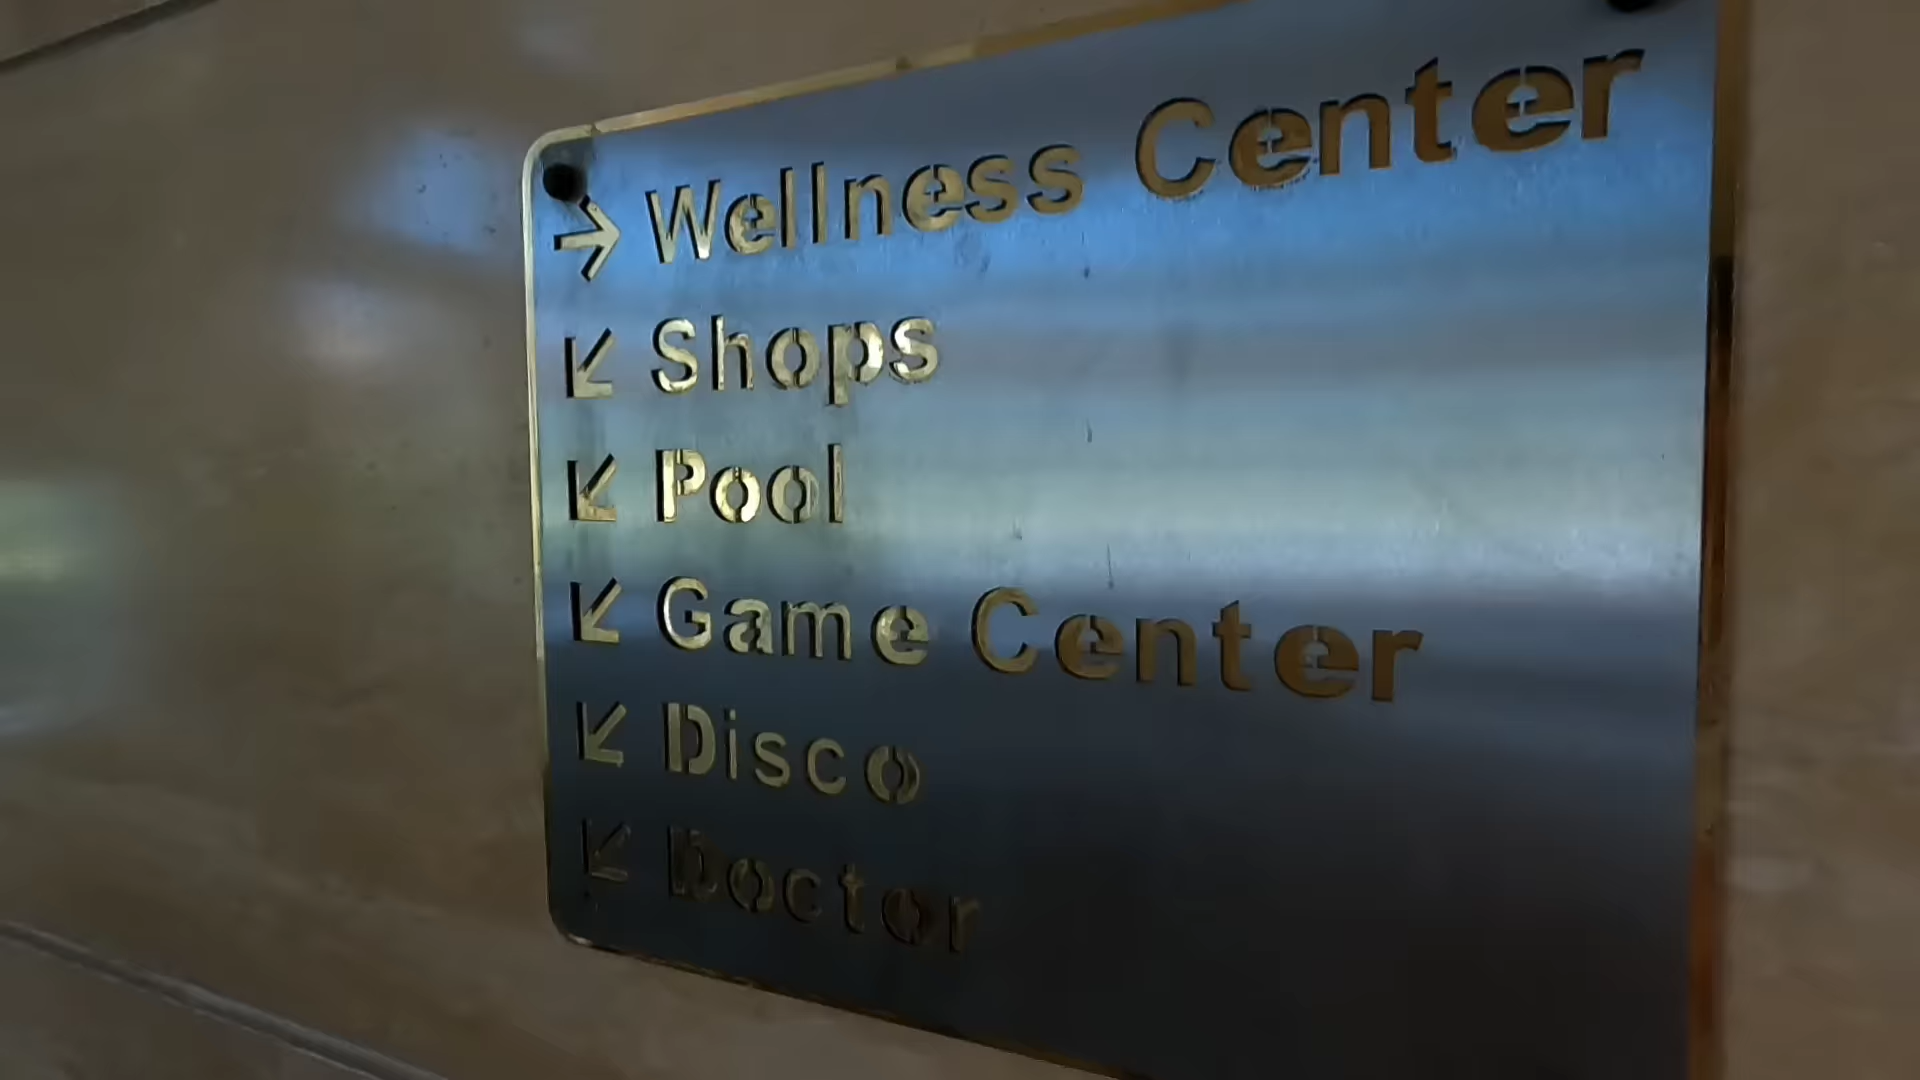 → Wellness Center
↙ Shops
↙ Pool
↙ Game Center
↙ Disco
↙ Doctor